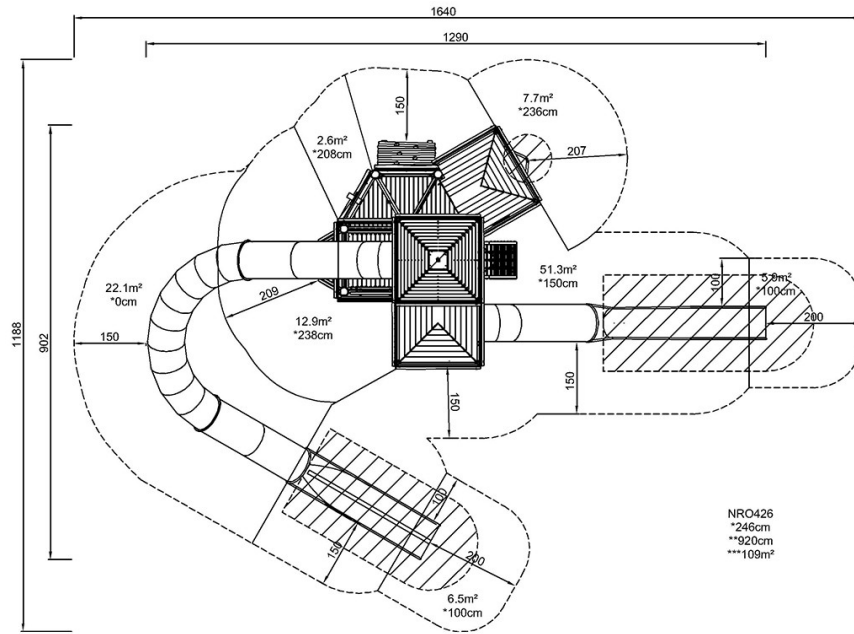 1640
1290
7.7m²
*236cm
150
2.6m²
*208cm
207
51.3m²
*150cm
5.9m²
*100cm
100
22.1m²
*0cm
209
12.9m²
*238cm
200
150
1188
902
150
150
100
NRO426
*246cm
**920cm
***109m²
150
200
6.5m²
*100cm